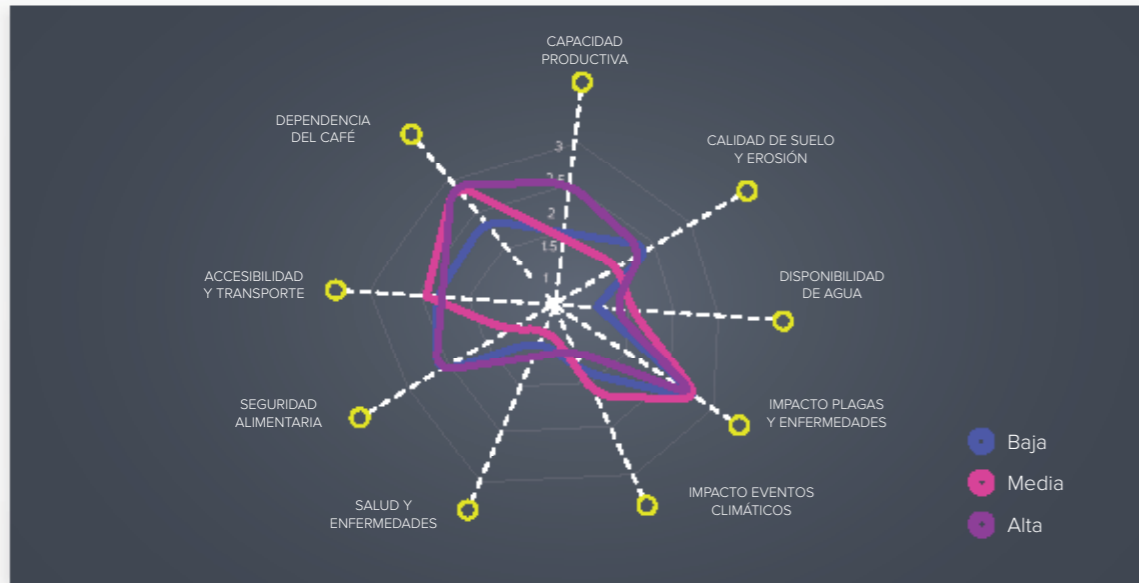 CAPACIDAD
PRODUCTIVA
DEPENDENCIA
DEL CAFÉ
CALIDAD DE SUELO
Y EROSIÓN
3
2.5
2
1.5
1
ACCESIBILIDAD
Y TRANSPORTE
DISPONIBILIDAD
DE AGUA
SEGURIDAD
ALIMENTARIA
IMPACTO PLAGAS
Y ENFERMEDADES
SALUD Y
ENFERMEDADES
IMPACTO EVENTOS
CLIMÁTICOS
Baja
Media
Alta